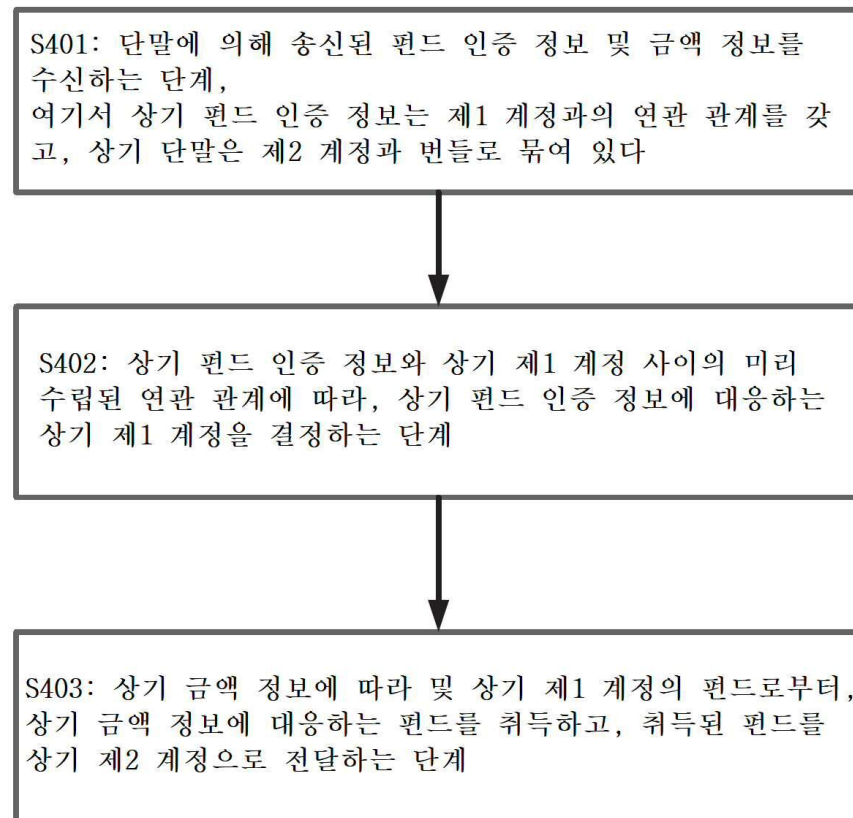 S401: 단말에 의해 송신된 펀드 인증 정보 및 금액 정보를
수신하는 단계,
여기서 상기 펀드 인증 정보는 제1 계정과의 연관 관계를 갖
고, 상기 단말은 제2 계정과 번들로 묶여 있다
S402: 상기 펀드 인증 정보와 상기 제1 계정 사이의 미리
수립된 연관 관계에 따라, 상기 펀드 인증 정보에 대응하는
상기 제1 계정을 결정하는 단계
S403: 상기 금액 정보에 따라 및 상기 제1 계정의 펀드로부터,
상기 금액 정보에 대응하는 펀드를 취득하고, 취득된 펀드를
상기 제2 계정으로 전달하는 단계